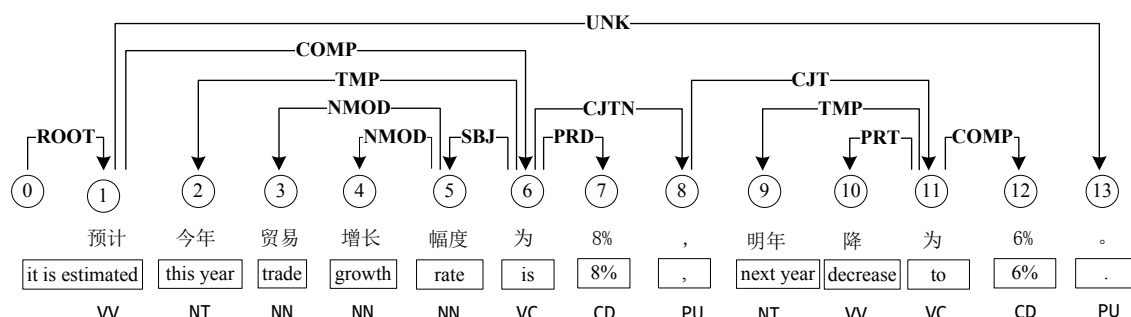 UNK
COMP
TMP CJT
NMOD CJTN TMP
ROOT NMOD SBJ PRD PRT COMP
0 1 2 3 4 5 6 7 8 9 10 11 12 13
预计 今年 贸易 增长 幅度 为 8% , 明年 降 为 6% 。
it is estimated this year trade growth rate is 8% , next year decrease to 6% .
VV NT NN NN NN VC CD PU NT VV VC CD PU